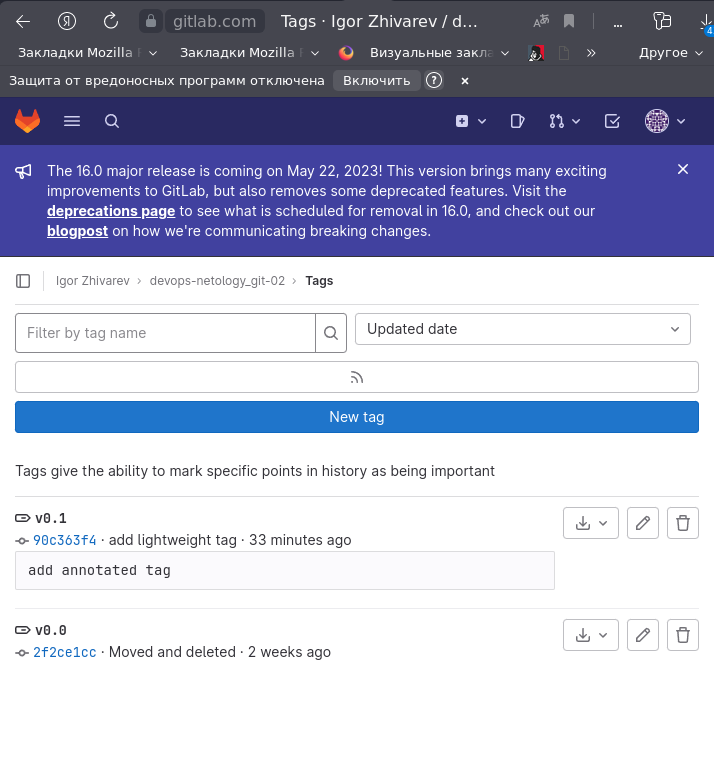 Я gitlab.com Tags · Igor Zhivarev / d... ...
4
Закладки Mozilla Закладки Mozilla Визуальные закла » Другое
Защита от вредоносных программ отключена Включить ? ×
The 16.0 major release is coming on May 22, 2023! This version brings many exciting
improvements to GitLab, but also removes some deprecated features. Visit the
deprecations page to see what is scheduled for removal in 16.0, and check out our
blogpost on how we're communicating breaking changes.
Igor Zhivarev › devops-netology_git-02 › Tags
Filter by tag name Updated date
New tag
Tags give the ability to mark specific points in history as being important
v0.1
90c363f4 · add lightweight tag · 33 minutes ago
add annotated tag
v0.0
2f2ce1cc · Moved and deleted · 2 weeks ago